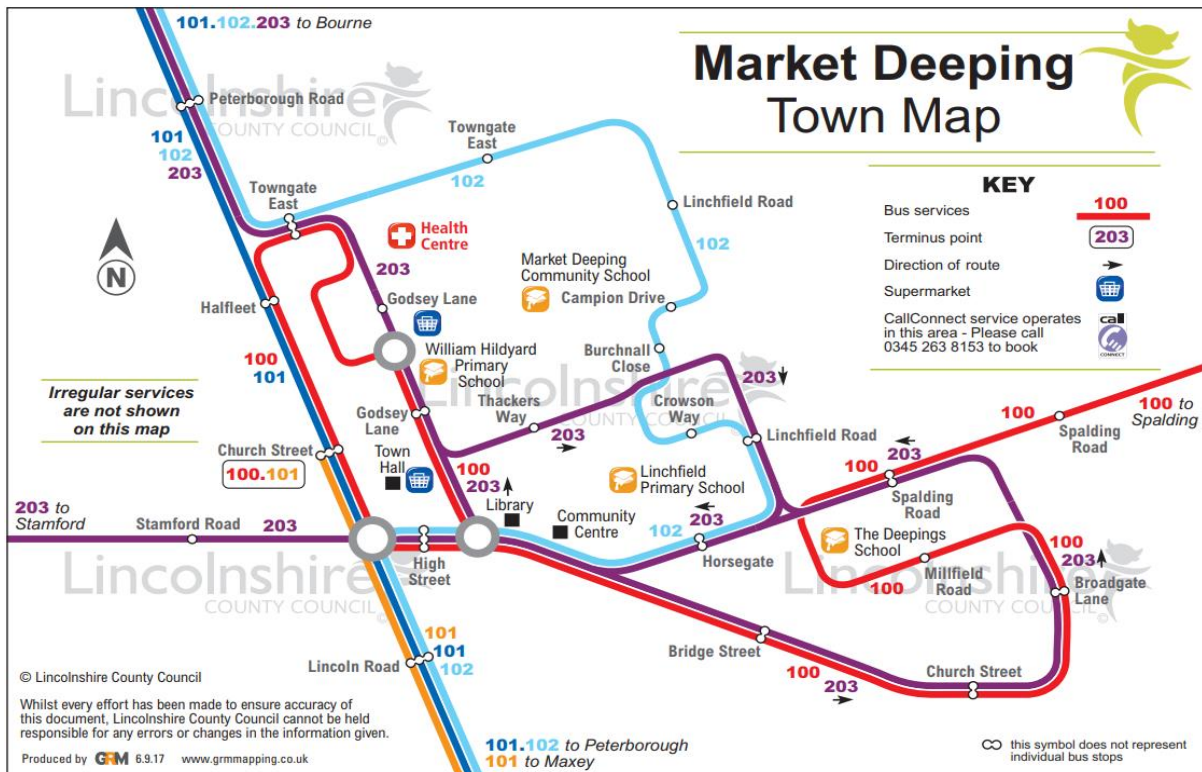 101.102.203 to Bourne
Market Deeping
Town Map
Lincolnshire
COUNTY COUNCIL ©
Peterborough Road
101
102
203
Towngate
East
102
Towngate
East
KEY
Bus services
100
Terminus point
203
Direction of route
Supermarket
CallConnect service operates
in this area - Please call
0345 263 8153 to book
call
CONNECT
Linchfield Road
102
N
Health
Centre
203
Market Deeping
Community School
Campion Drive
Halfleet
Godsey Lane
100
101
William Hildyard
Primary
School
Burchnall
Close
Lincolnshire
COUNTY COUNCIL ©
203
Irregular services
are not shown
on this map
Godsey
Lane
Thackers
Way
203
Crowson
Way
Linchfield Road
100
Spalding
Road
100 to
Spalding
Church Street
100.101
Town
Hall
100
203
Library
Linchfield
Primary School
203
100
Spalding
Road
203 to
Stamford
Stamford Road
203
High
Street
Community
Centre
203
102
Horsegate
The Deepings
School
100
Millfield
Road
100
203
Broadgate
Lane
Lincolnshire
COUNTY COUNCIL
Lincolnshire
COUNTY COUNCIL ©
101
101
102
Lincoln Road
Bridge Street
100
203
Church Street
© Lincolnshire County Council
Whilst every effort has been made to ensure accuracy of
this document, Lincolnshire County Council cannot be held
responsible for any errors or changes in the information given.
Produced by GRM 6.9.17 www.grmmapping.co.uk
101.102 to Peterborough
101 to Maxey
this symbol does not represent
individual bus stops